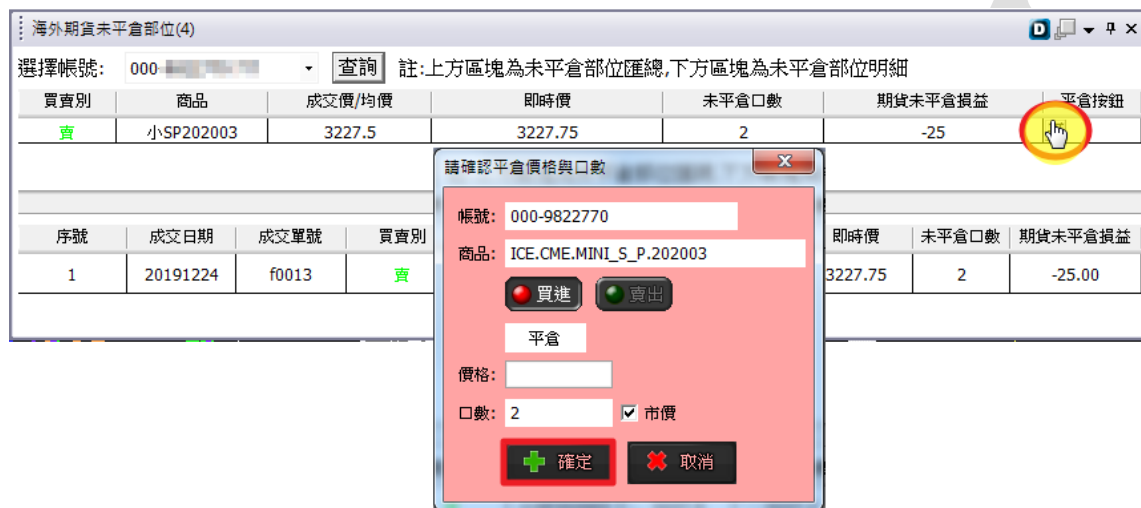 海外期貨未平倉部位(4)
選擇帳號: 000- 查詢 註:上方區塊為未平倉部位匯總,下方區塊為未平倉部位明細
買賣別 商品 成交價/均價 即時價 未平倉口數 期貨未平倉損益 平倉按鈕
賣 小SP202003 3227.5 3227.75 2 -25
請確認平倉價格與口數
帳號: 000-9822770
商品: ICE.CME.MINI_S_P.202003
買進 賣出
平倉
價格:
口數: 2 市價
確定 取消
序號 成交日期 成交單號 買賣別 即時價 未平倉口數 期貨未平倉損益
1 20191224 f0013 賣 3227.75 2 -25.00